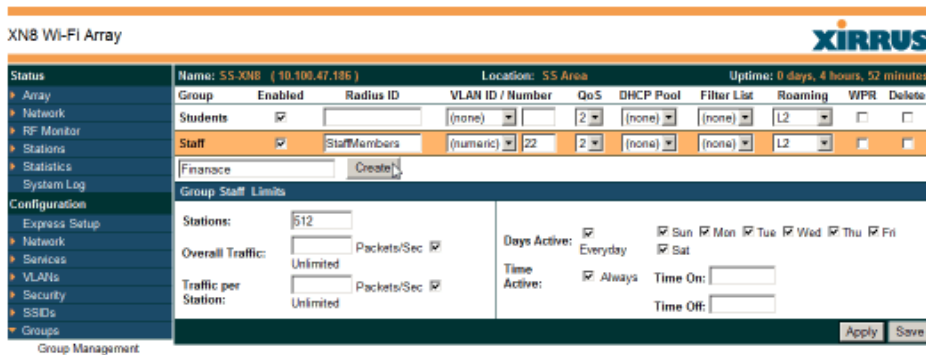 XN8 Wi-Fi Array
XIRRUS
Status
Name: SS-XN8 ( 10.100.47.186 ) Location: SS Area Uptime: 0 days, 4 hours, 52 minutes
Array
Network
RF Monitor
Stations
Statistics
System Log
Configuration
Express Setup
Network
Services
VLANs
Security
SSIDs
Groups
Group Management
Group Enabled Radius ID VLAN ID / Number QoS DHCP Pool Filter List Roaming WPR Delete
Students (none) 2 (none) (none) L2
Staff StaffMembers (numeric) 22 2 (none) (none) L2
Finanace Create
Group Staff Limits
Stations: 512
Overall Traffic: Packets/Sec
Unlimited
Traffic per Station: Packets/Sec
Unlimited
Days Active: Everyday Sun Mon Tue Wed Thu Fri
Sat
Time Active: Always Time On:
Time Off:
Apply Save